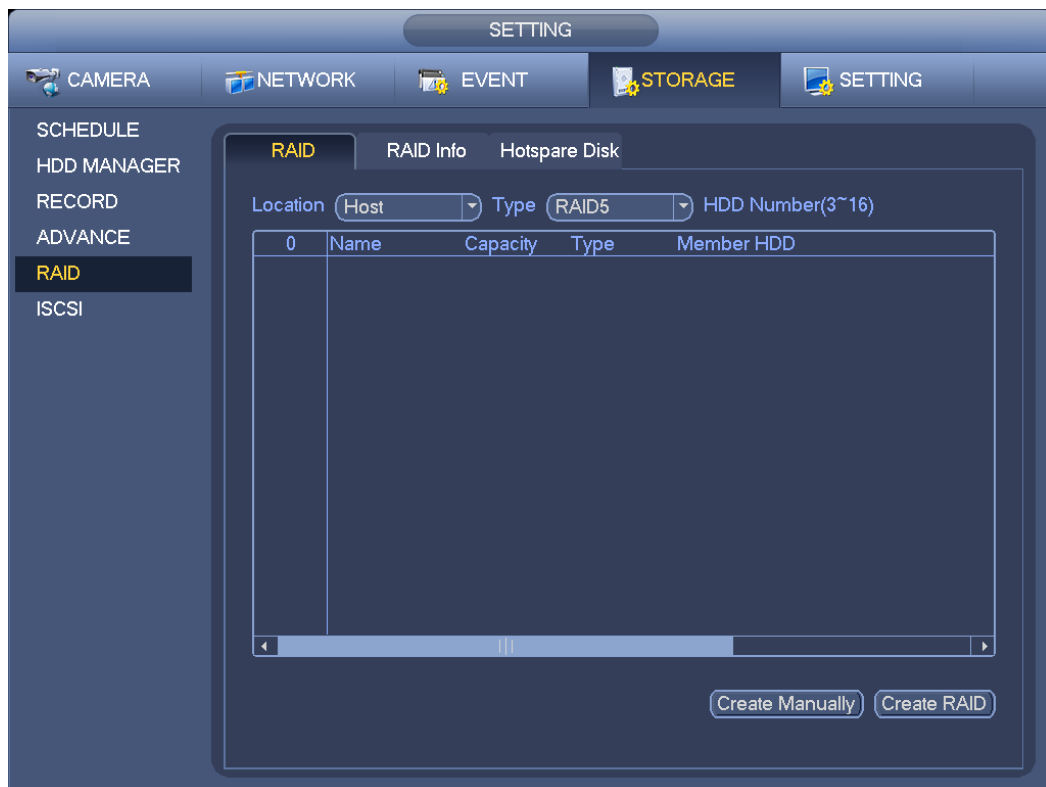 SETTING
CAMERA NETWORK EVENT STORAGE SETTING
SCHEDULE
HDD MANAGER
RECORD
ADVANCE
RAID
ISCSI
RAID RAID Info Hotspare Disk
Location Host Type RAID5 HDD Number(3~16)
0 Name Capacity Type Member HDD
Create Manually Create RAID